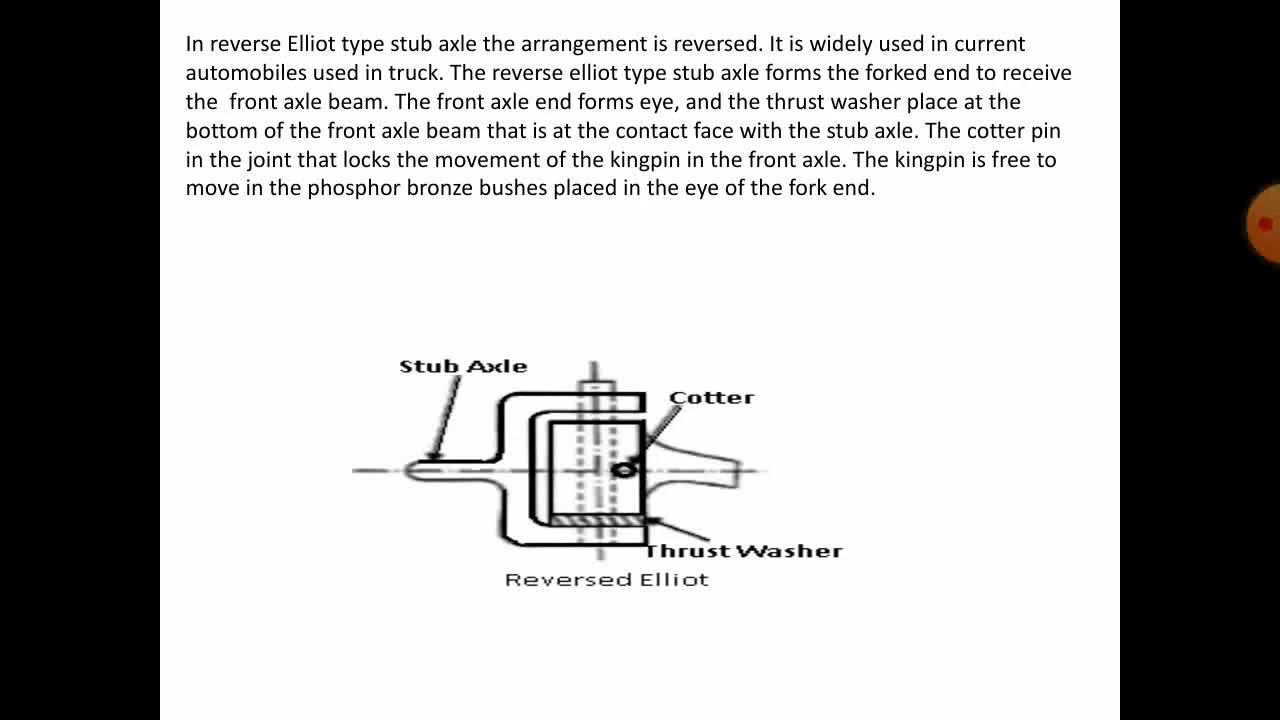 In reverse Elliot type stub axle the arrangement is reversed. It is widely used in current
automobiles used in truck. The reverse elliot type stub axle forms the forked end to receive
the  front axle beam. The front axle end forms eye, and the thrust washer place at the
bottom of the front axle beam that is at the contact face with the stub axle. The cotter pin
in the joint that locks the movement of the kingpin in the front axle. The kingpin is free to
move in the phosphor bronze bushes placed in the eye of the fork end.
Stub Axle
Cotter
Thrust Washer
Reversed Elliot